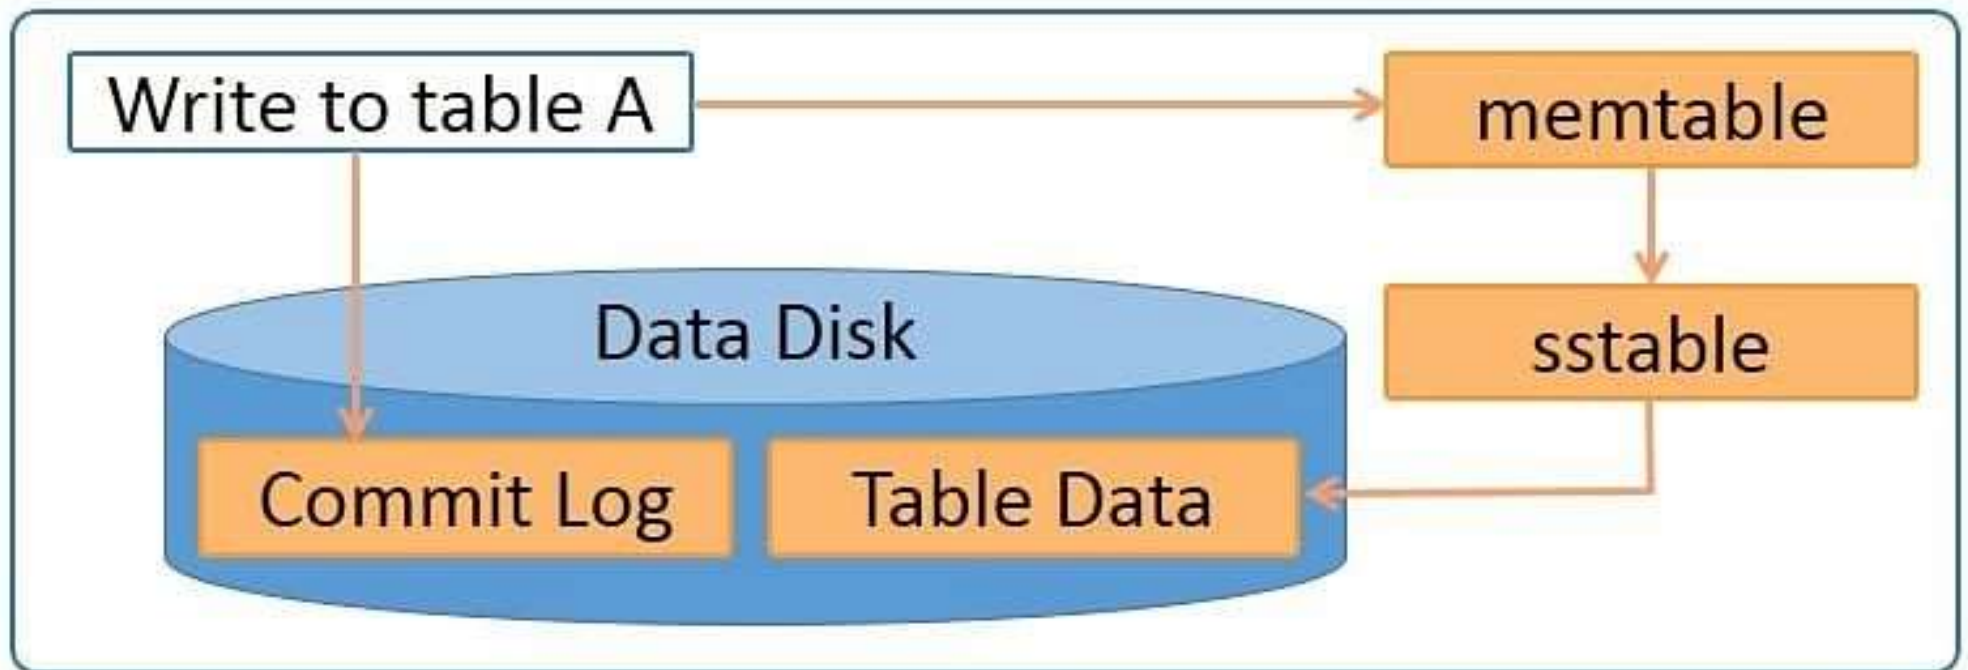 Write to table A
memtable
Data Disk
sstable
Commit Log
Table Data